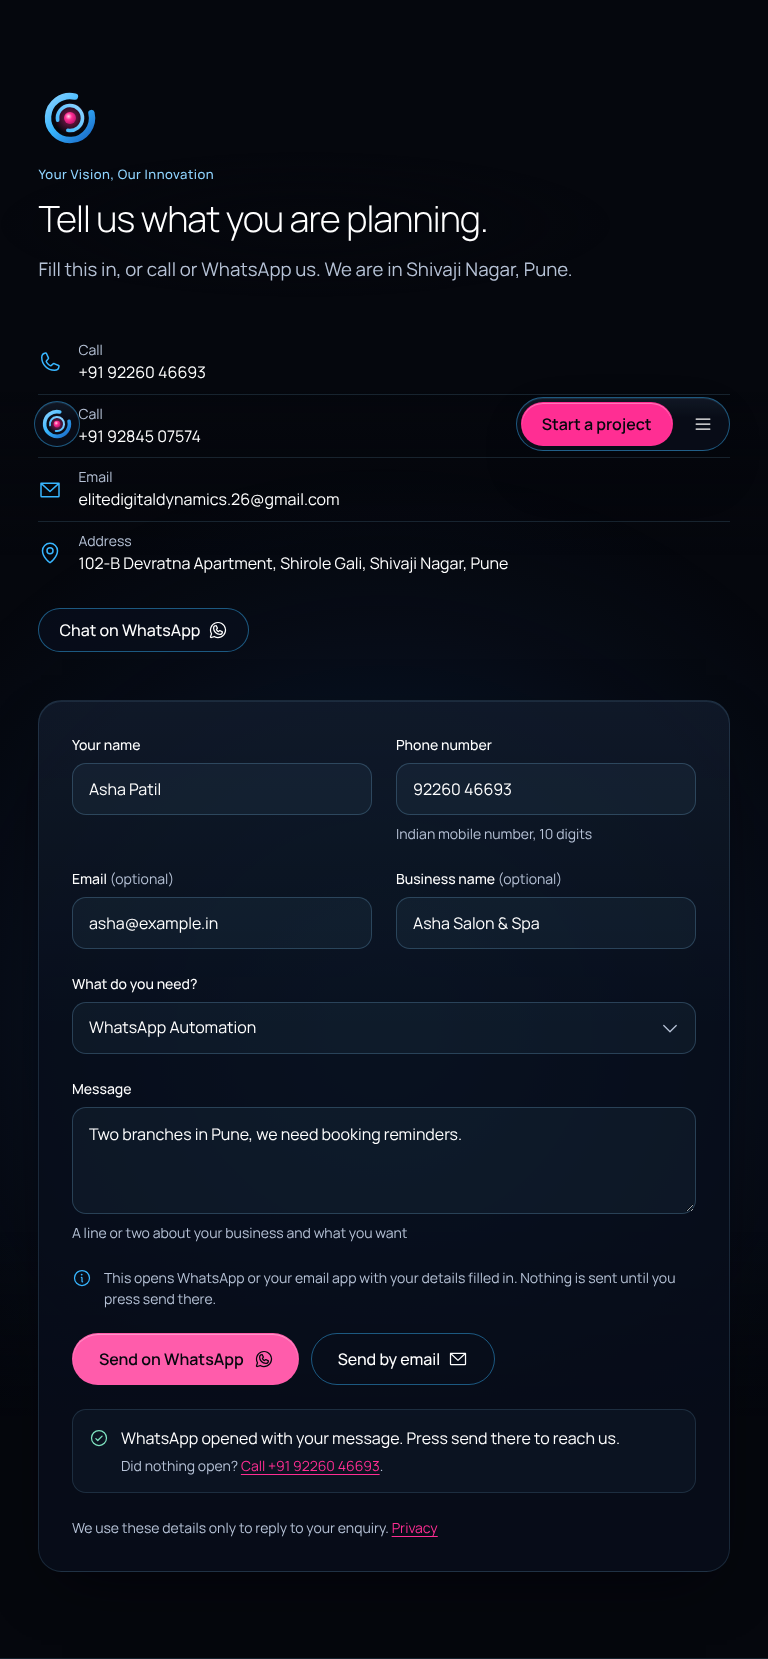 Your Vision, Our Innovation
Tell us what you are planning.
Fill this in, or call or WhatsApp us. We are in Shivaji Nagar, Pune.
Call
+91 92260 46693
Call
+91 92845 07574
Start a project
Email
elitedigitaldynamics.26@gmail.com
Address
102-B Devratna Apartment, Shirole Gali, Shivaji Nagar, Pune
Chat on WhatsApp
Your name
Phone number
Asha Patil
92260 46693
Indian mobile number, 10 digits
Email (optional)
Business name (optional)
asha@example.in
Asha Salon & Spa
What do you need?
WhatsApp Automation
Message
Two branches in Pune, we need booking reminders.
A line or two about your business and what you want
This opens WhatsApp or your email app with your details filled in. Nothing is sent until you
press send there.
Send on WhatsApp
Send by email
WhatsApp opened with your message. Press send there to reach us.
Did nothing open? Call +91 92260 46693.
We use these details only to reply to your enquiry. Privacy